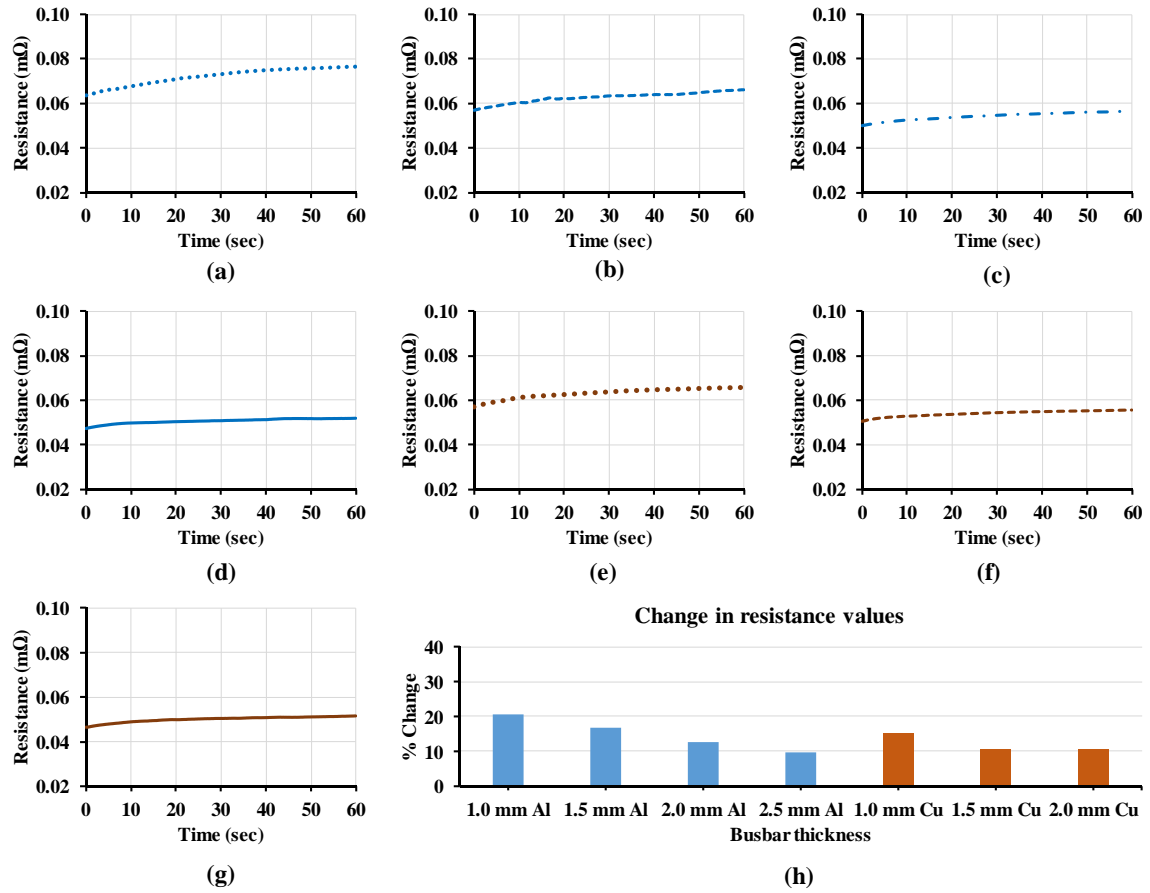 0.10
0.08
0.06
0.04
0.02
Resistance (mΩ)
0 10 20 30 40 50 60
Time (sec)
(a)
0.10
0.08
0.06
0.04
0.02
Resistance (mΩ)
0 10 20 30 40 50 60
Time (sec)
(b)
0.10
0.08
0.06
0.04
0.02
Resistance (mΩ)
0 10 20 30 40 50 60
Time (sec)
(c)
0.10
0.08
0.06
0.04
0.02
Resistance (mΩ)
0 10 20 30 40 50 60
Time (sec)
(d)
0.10
0.08
0.06
0.04
0.02
Resistance (mΩ)
0 10 20 30 40 50 60
Time (sec)
(e)
0.10
0.08
0.06
0.04
0.02
Resistance (mΩ)
0 10 20 30 40 50 60
Time (sec)
(f)
0.10
0.08
0.06
0.04
0.02
Resistance (mΩ)
0 10 20 30 40 50 60
Time (sec)
(g)
Change in resistance values
40
30
20
10
0
% Change
1.0 mm Al 1.5 mm Al 2.0 mm Al 2.5 mm Al 1.0 mm Cu 1.5 mm Cu 2.0 mm Cu
Busbar thickness
(h)